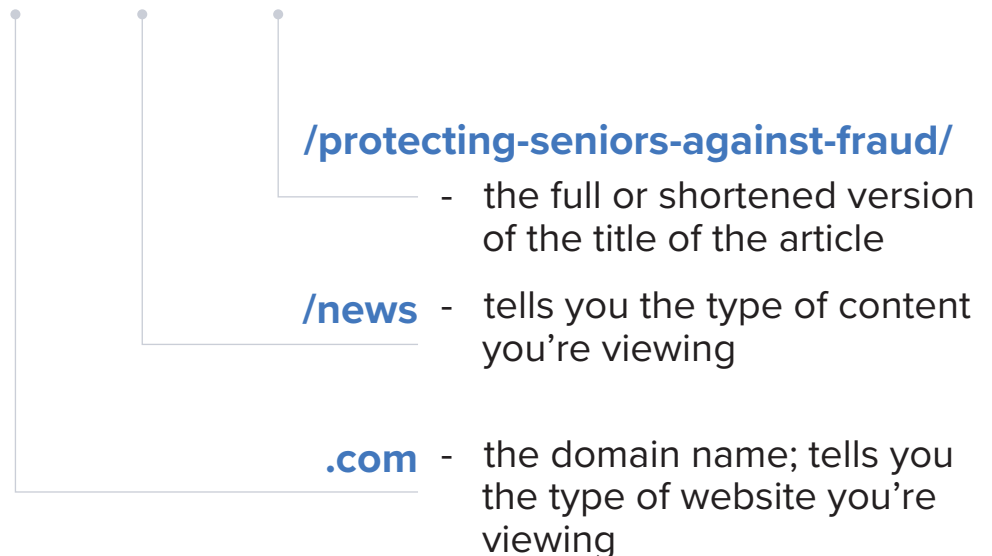 /protecting-seniors-against-fraud/
- the full or shortened version
of the title of the article
/news - tells you the type of content
you’re viewing
.com - the domain name; tells you
the type of website you’re
viewing